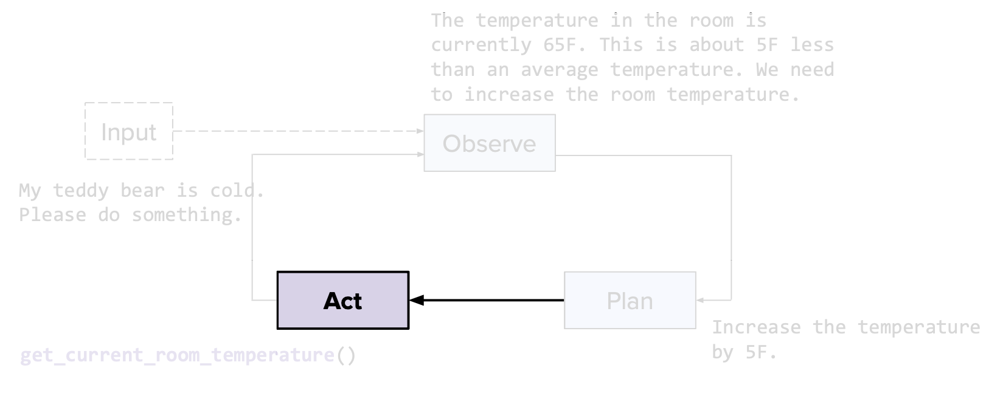 The temperature in the room is
currently 65F. This is about 5F less
than an average temperature. We need
to increase the room temperature.
Input
Observe
My teddy bear is cold.
Please do something.
Act
Plan
Increase the temperature
by 5F.
get_current_room_temperature()